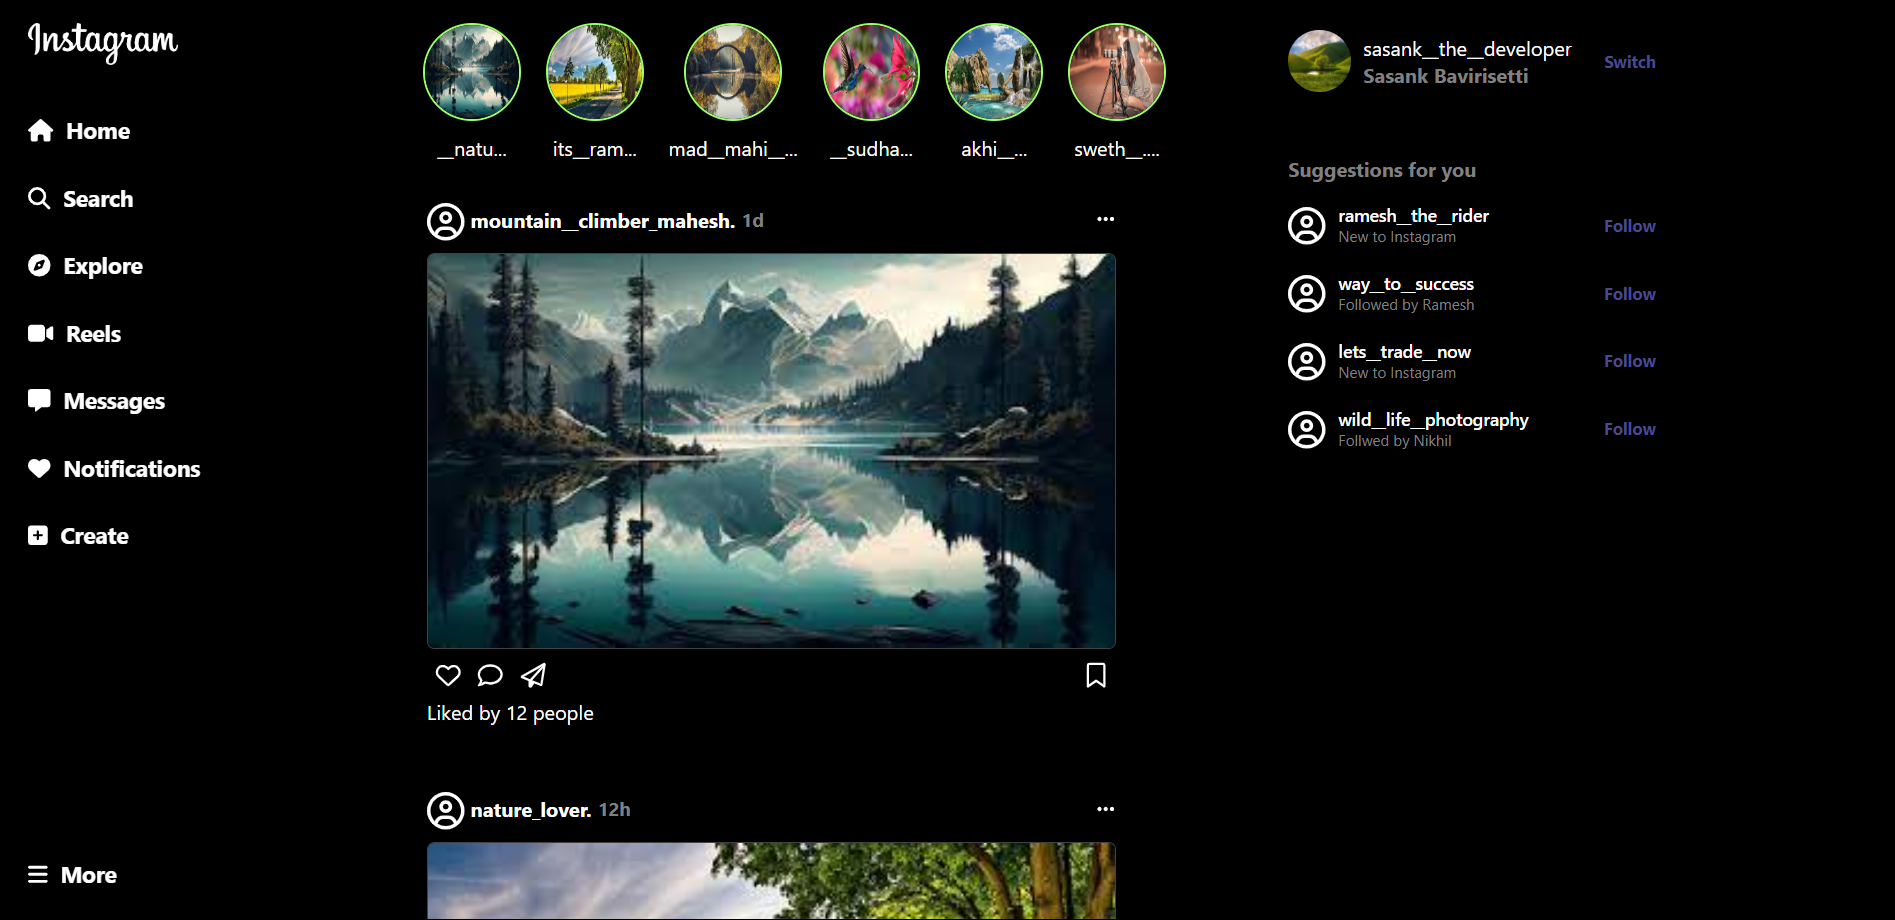 Instagram
Home
Search
Explore
Reels
Messages
Notifications
Create
More
__natu...
its__ram...
mad__mahi__...
__sudha...
akhi__...
sweth__....
mountain__climber_mahesh. 1d
Liked by 12 people
nature_lover. 12h
sasank__the__developer
Sasank Bavirisetti
Switch
Suggestions for you
ramesh__the__rider
New to Instagram
Follow
way__to__success
Followed by Ramesh
Follow
lets__trade__now
New to Instagram
Follow
wild__life__photography
Follwed by Nikhil
Follow